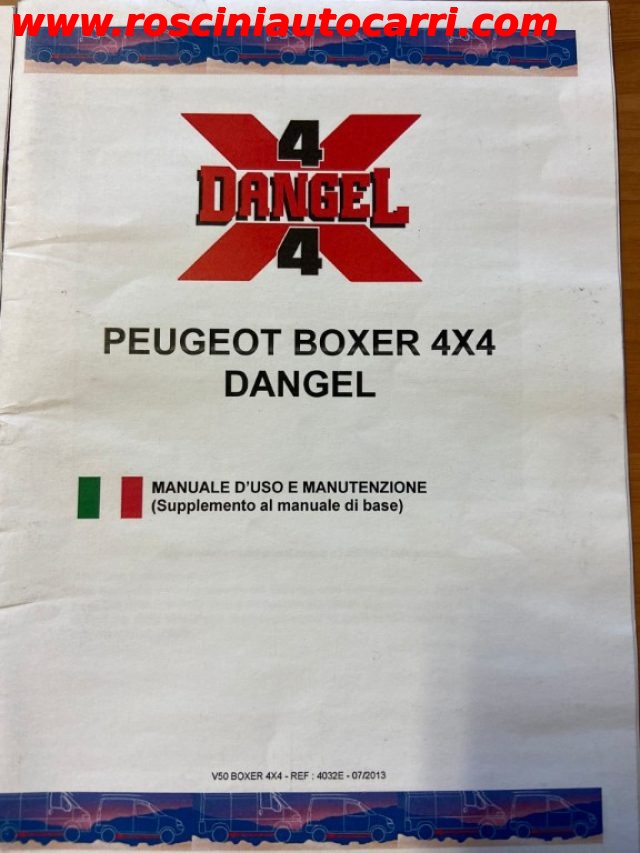 www.rosciniautocarri.com
4
DANGEL
4
PEUGEOT BOXER 4X4
DANGEL
MANUALE D'USO E MANUTENZIONE
(Supplemento al manuale di base)
V50 BOXER 4X4 - REF : 4032E - 07/2013